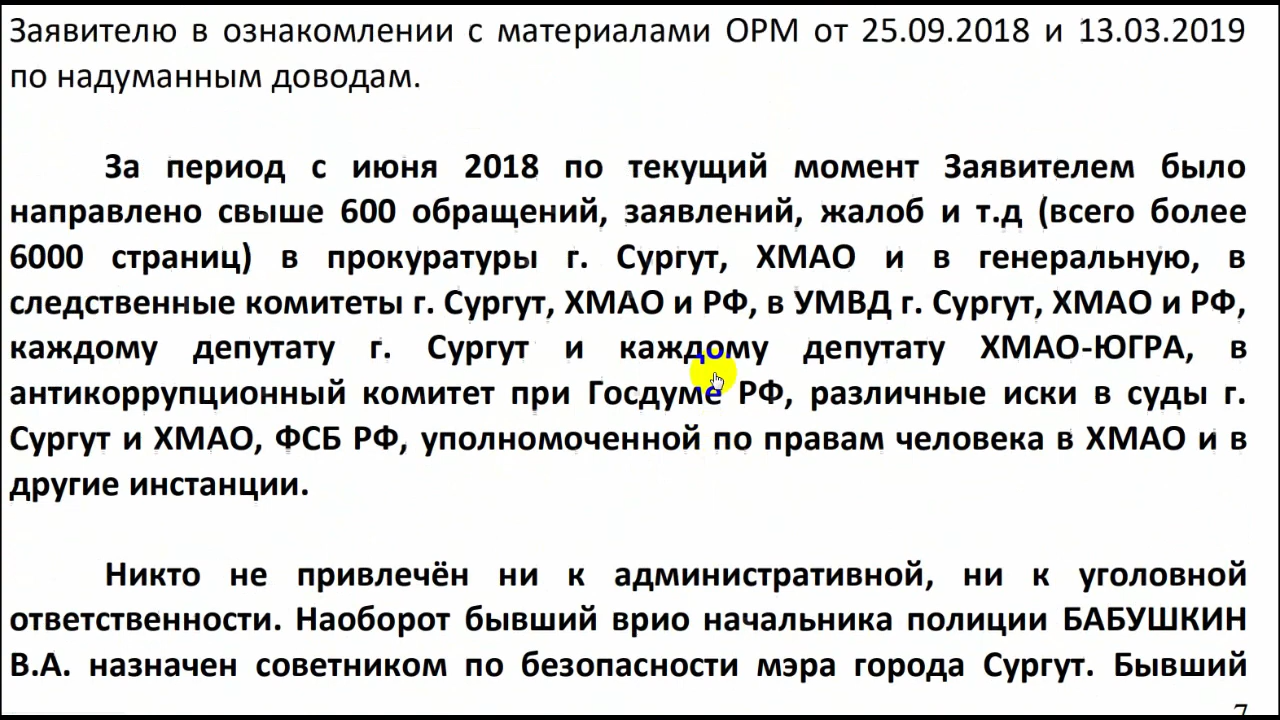 Заявителю в ознакомлении с материалами ОРМ от 25.09.2018 и 13.03.2019
по надуманным доводам.
За период с июня 2018 по текущий момент Заявителем было
направлено свыше 600 обращений, заявлений, жалоб и т.д (всего более
6000 страниц) в прокуратуры г. Сургут, ХМАО и в генеральную, в
следственные комитеты г. Сургут, ХМАО и РФ, в УМВД г. Сургут, ХМАО и РФ,
каждому депутату г. Сургут и каждому депутату ХМАО-ЮГРА, в
антикоррупционный комитет при Госдуме РФ, различные иски в суды г.
Сургут и ХМАО, ФСБ РФ, уполномоченной по правам человека в ХМАО и в
другие инстанции.
Никто не привлечён ни к административной, ни к уголовной
ответственности. Наоборот бывший врио начальника полиции БАБУШКИН
В.А. назначен советником по безопасности мэра города Сургут. Бывший
7